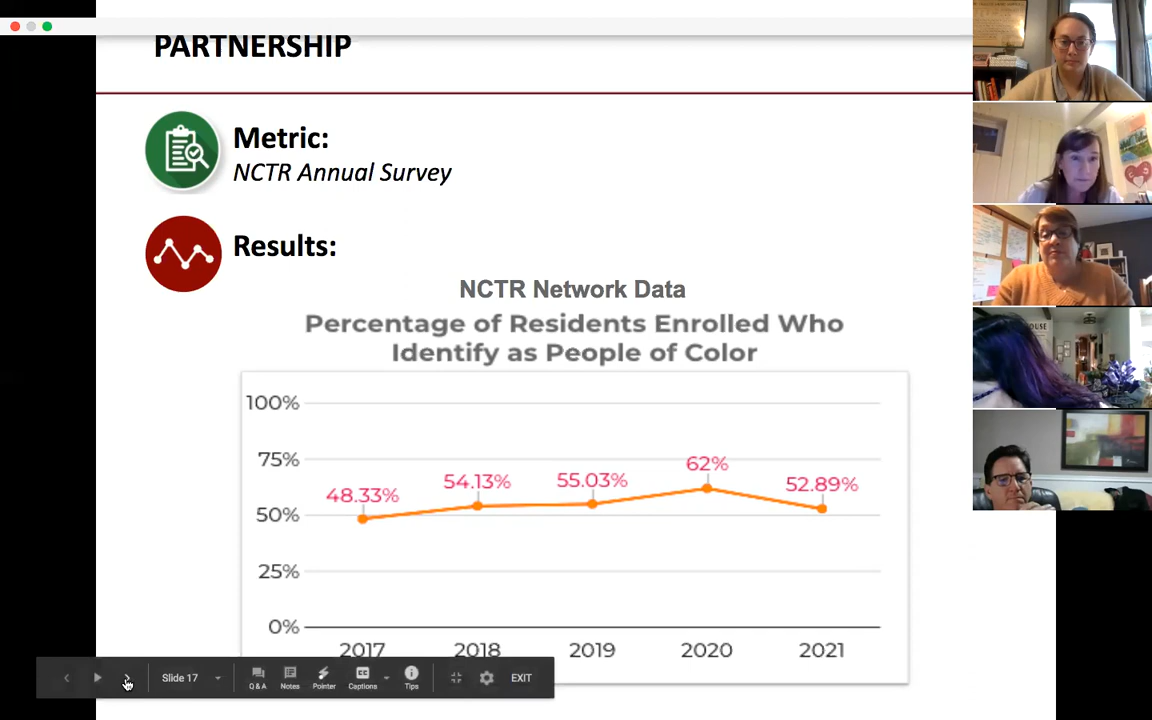 PARTNERSHIP
Metric:
NCTR Annual Survey
Results:
NCTR Network Data
Percentage of Residents Enrolled Who
Identify as People of Color
100%
75%
50%
25%
0%
48.33%
54.13%
55.03%
62%
52.89%
2017
2018
2019
2020
2021
Slide 17
Q & A
Notes
Pointer
Captions
Tips
EXIT